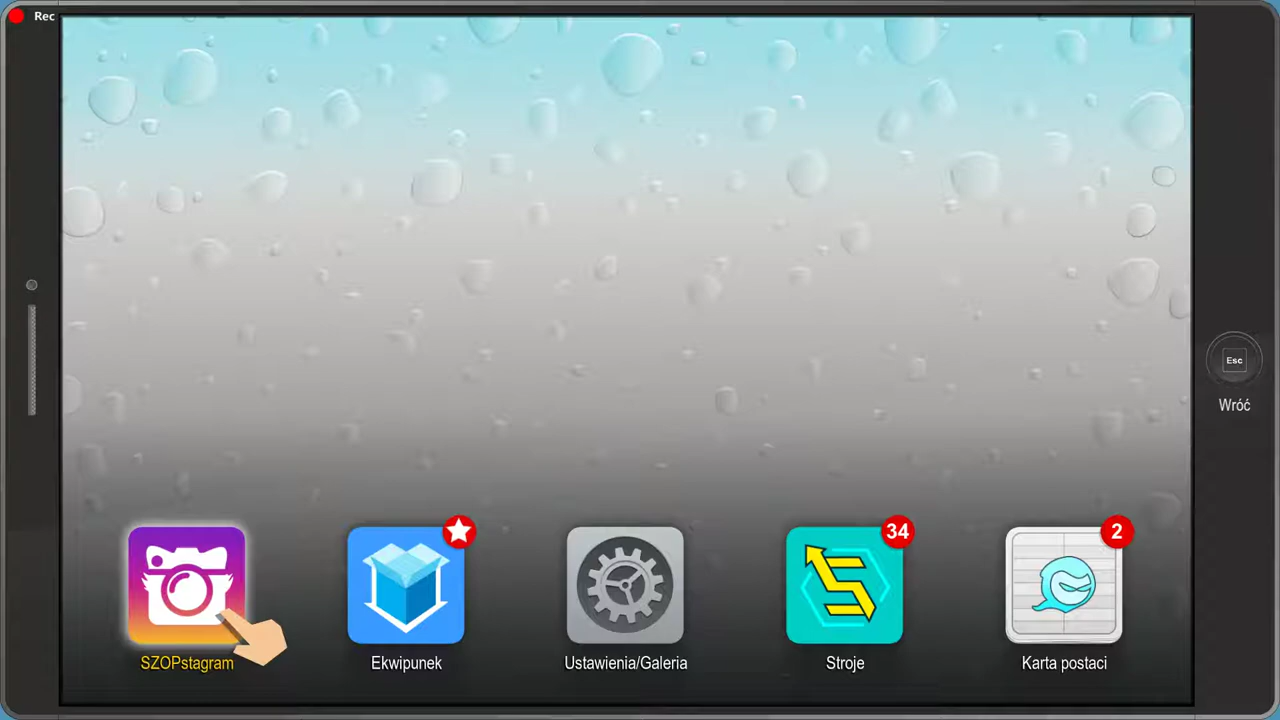 Rec
34
2
Esc
Wróć
SZOPstagram
Ekwipunek
Ustawienia/Galeria
Stroje
Karta postaci